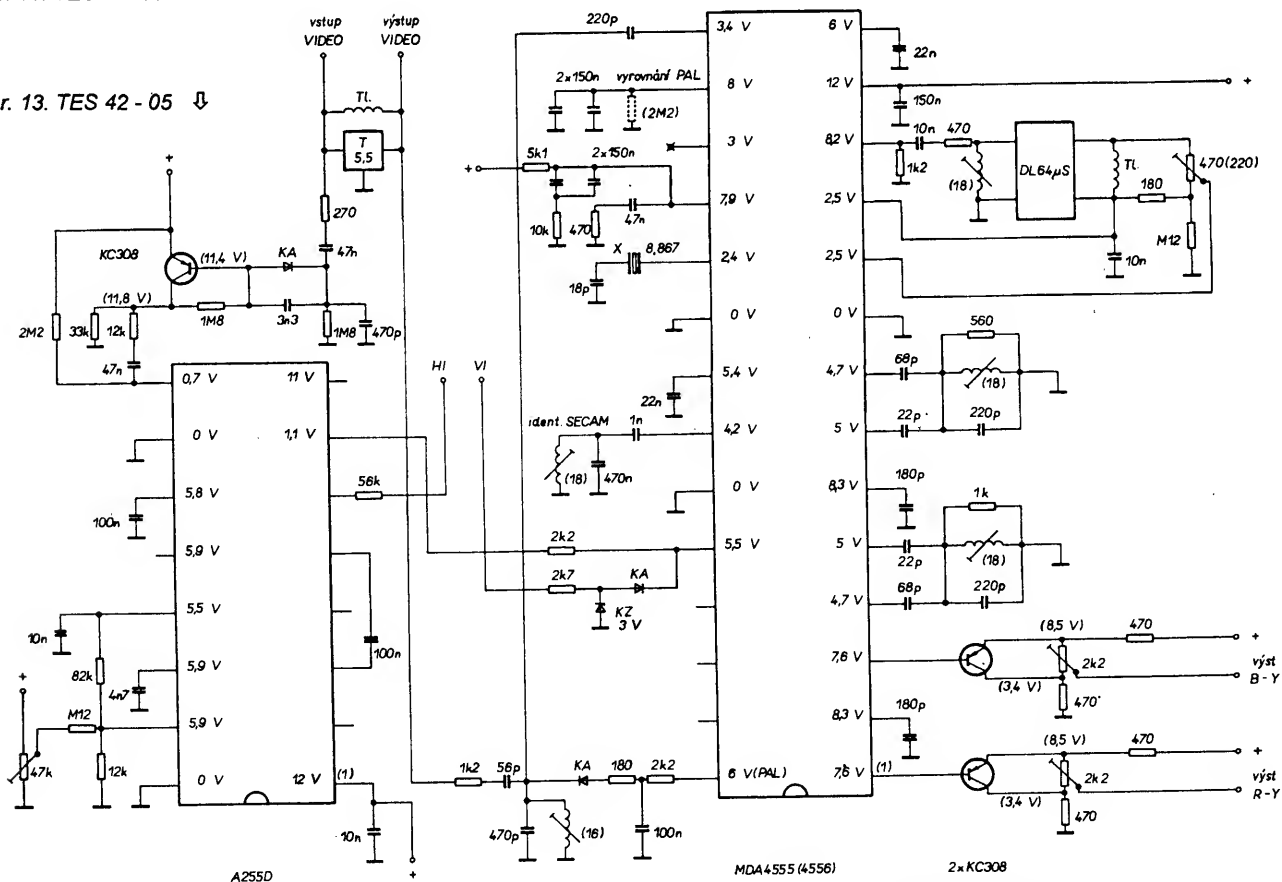 r. 13. TES 42 - 05 ⇩
vstup
VIDEO
výstup
VIDEO
Tl.
T
5,5
270
47n
+
KC308
(11,4 V)
KA
(11,8 V)
1M8
3n3
1M8
470p
2M2
33k
12k
47n
0,7 V
11 V
0 V
1,1 V
5,8 V
100n
56k
5,9 V
5,5 V
10n
82k
5,9 V
4n7
100n
M12
5,9 V
+
47k
12k
0 V
12 V
(1)
10n
+
A255D
HI
VI
220p
3,4 V
2x150n
vyrovnání PAL
(2M2)
8 V
3 V
+
5k1
2x150n
10k
470
47n
7,9 V
X
8,867
18p
2,4 V
0 V
5,4 V
22n
ident. SECAM
1n
4,2 V
(18)
470n
0 V
2k2
5,5 V
2k7
KA
KZ
3 V
1k2
56p
KA
180
2k2
6 V(PAL)
470p
(16)
100n
MDA4555 (4556)
6 V
22n
12 V
+
150n
8,2 V
10n
470
1k2
(18)
DL64µS
Tl.
470(220)
180
2,5 V
M12
10n
2,5 V
0 V
560
4,7 V
68p
(18)
5 V
22p
220p
8,3 V
180p
1k
5 V
22p
(18)
4,7 V
68p
220p
7,6 V
(8,5 V)
470
+
2k2
výst
B-Y
(3,4 V)
470
8,3 V
180p
7,6 V
(1)
(8,5 V)
470
+
2k2
výst
R-Y
(3,4 V)
470
2xKC308